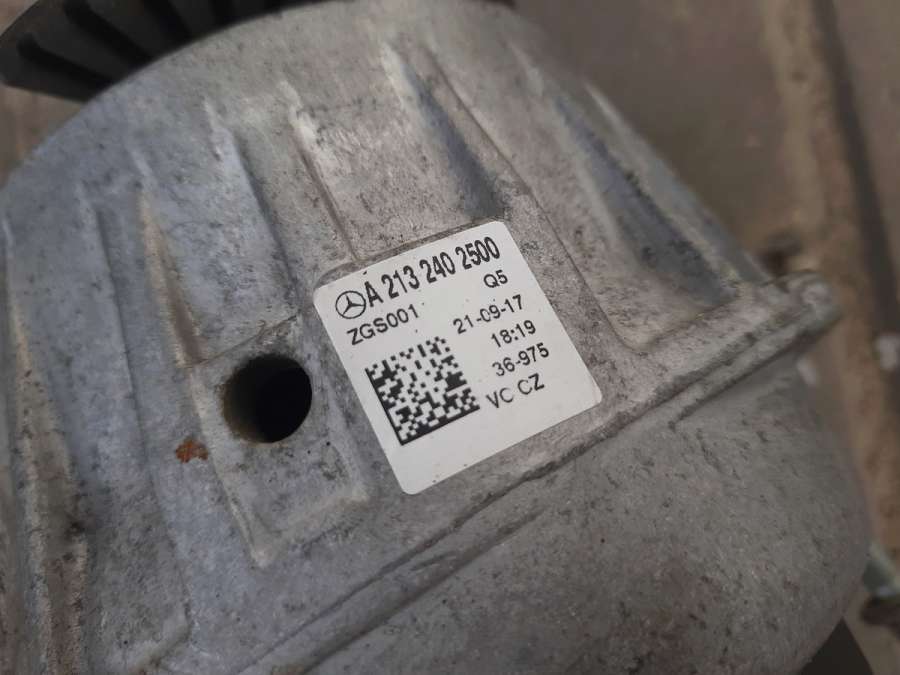 A 213 240 2500
ZGS001 Q5
21-09-17
18:19
36-975
VC CZ